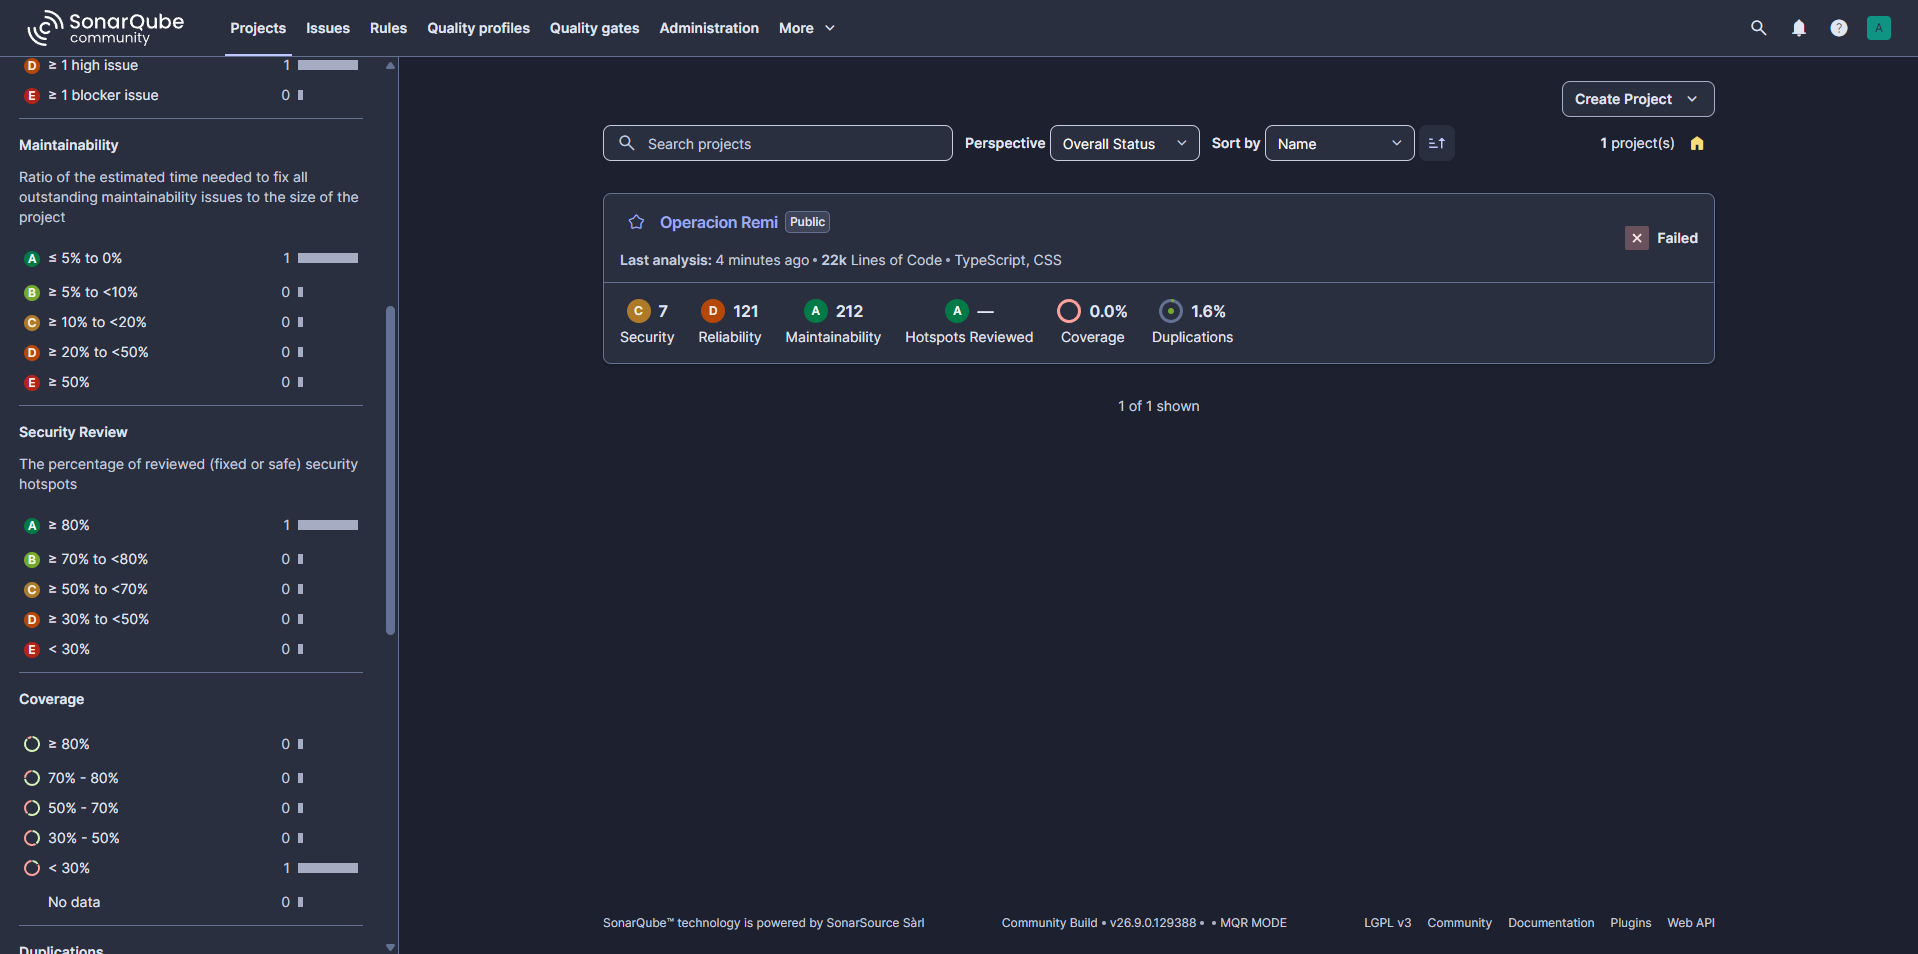 SonarQube
community
Projects Issues Rules Quality profiles Quality gates Administration More
? A
D ≥ 1 high issue 1
E ≥ 1 blocker issue 0
Maintainability
Ratio of the estimated time needed to fix all
outstanding maintainability issues to the size of the
project
A ≤ 5% to 0% 1
B ≥ 5% to <10% 0
C ≥ 10% to <20% 0
D ≥ 20% to <50% 0
E ≥ 50% 0
Security Review
The percentage of reviewed (fixed or safe) security
hotspots
A ≥ 80% 1
B ≥ 70% to <80% 0
C ≥ 50% to <70% 0
D ≥ 30% to <50% 0
E < 30% 0
Coverage
≥ 80% 0
70% - 80% 0
50% - 70% 0
30% - 50% 0
< 30% 1
No data 0
Duplications
Create Project
Search projects Perspective Overall Status Sort by Name 1 project(s)
Operacion Remi Public
Failed
Last analysis: 4 minutes ago • 22k Lines of Code • TypeScript, CSS
C 7 D 121 A 212 A — 0.0% 1.6%
Security Reliability Maintainability Hotspots Reviewed Coverage Duplications
1 of 1 shown
SonarQube™ technology is powered by SonarSource Sàrl Community Build • v26.9.0.129388 • • MQR MODE LGPL v3 Community Documentation Plugins Web API